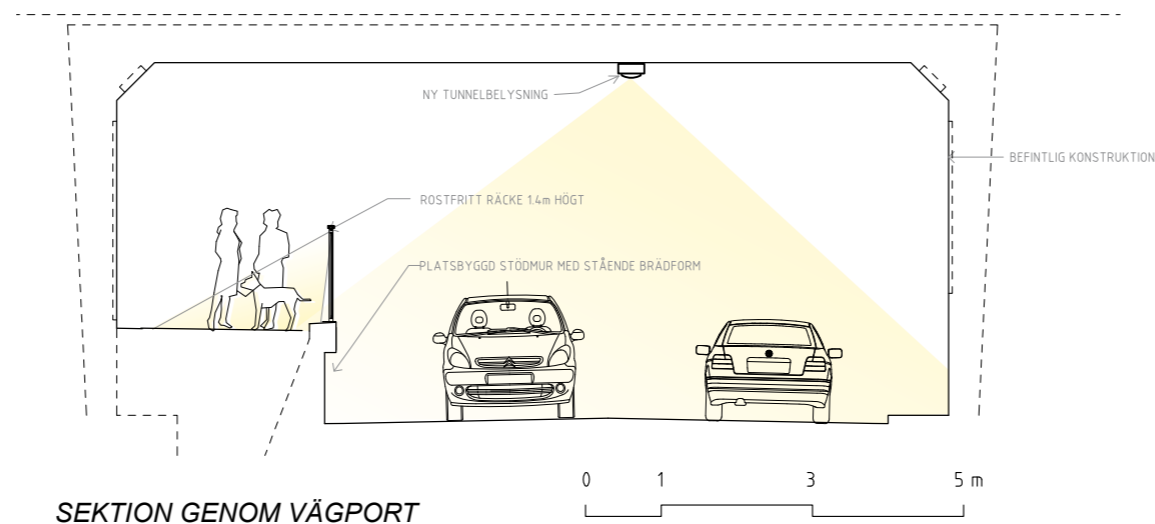 NY TUNNELBELYSNING
BEFINTLIG KONSTRUKTION
ROSTFRITT RÄCKE 1.4m HÖGT
PLATSBYGGD STÖDMUR MED STÅENDE BRÄDFORM
0 1 3 5 m
SEKTION GENOM VÄGPORT